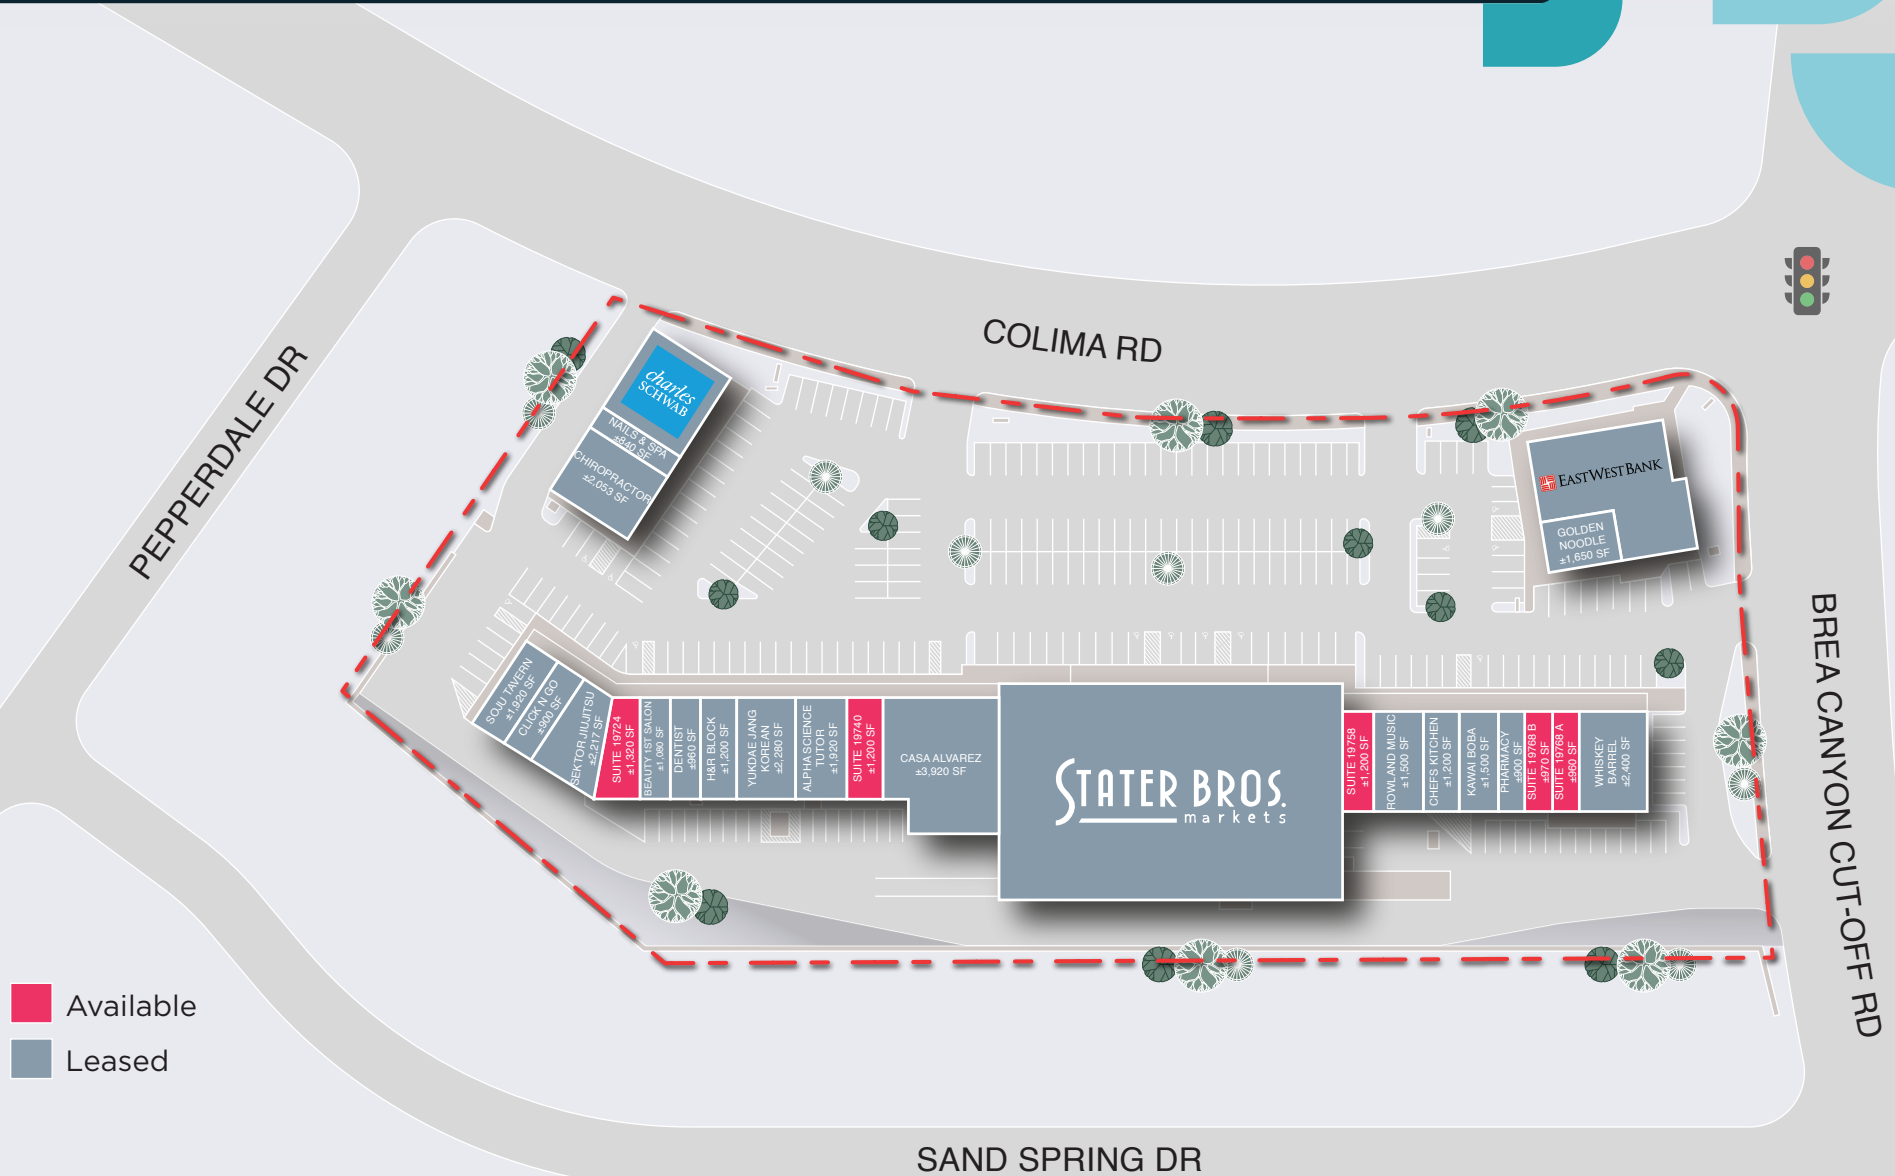 COLIMA RD
PEPPERDALE DR
BREA CANYON CUT-OFF RD
SAND SPRING DR
charles
SCHWAB
NAILS & SPA
±840 SF
CHIROPRACTOR
±2,053 SF
EASTWESTBANK
GOLDEN
NOODLE
±1,650 SF
SOJU TAVERN
±1,920 SF
CLICK N GO
±900 SF
SEKTOR JIUJITSU
±2,217 SF
SUITE 19724
±1,320 SF
BEAUTY 1ST SALON
±1,080 SF
DENTIST
±960 SF
H&R BLOCK
±1,200 SF
YUKDAE JANG
KOREAN
±2,280 SF
ALPHA SCIENCE
TUTOR
±1,920 SF
SUITE 19740
±1,200 SF
CASA ALVAREZ
±3,920 SF
STATER BROS.
markets
SUITE 19758
±1,200 SF
ROWLAND MUSIC
±1,500 SF
CHEFS KITCHEN
±1,200 SF
KAWAI BOBA
±1,500 SF
PHARMACY
±900 SF
SUITE 19768 B
±970 SF
SUITE 19768 A
±960 SF
WHISKEY
BARREL
±2,400 SF
Available
Leased